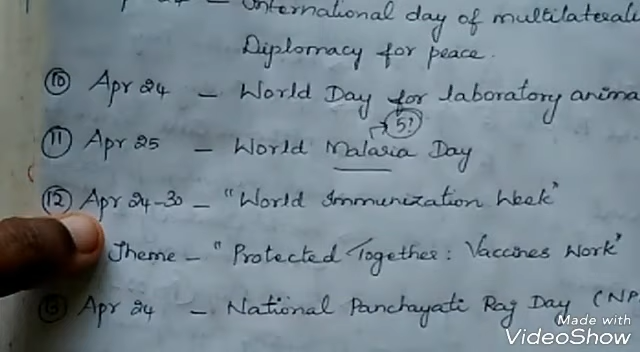 International day of multilatera
Diplomacy for peace.
⑩ Apr 24 – World Day for laboratory anima
5?
⑪ Apr 25 – World Malaria Day
⑫ Apr 24-30 – "World Immunization Week"
Theme – "Protected Together: Vaccines Work"
Apr 24 – National Panchayati Raj Day (NP
Made with
VideoShow